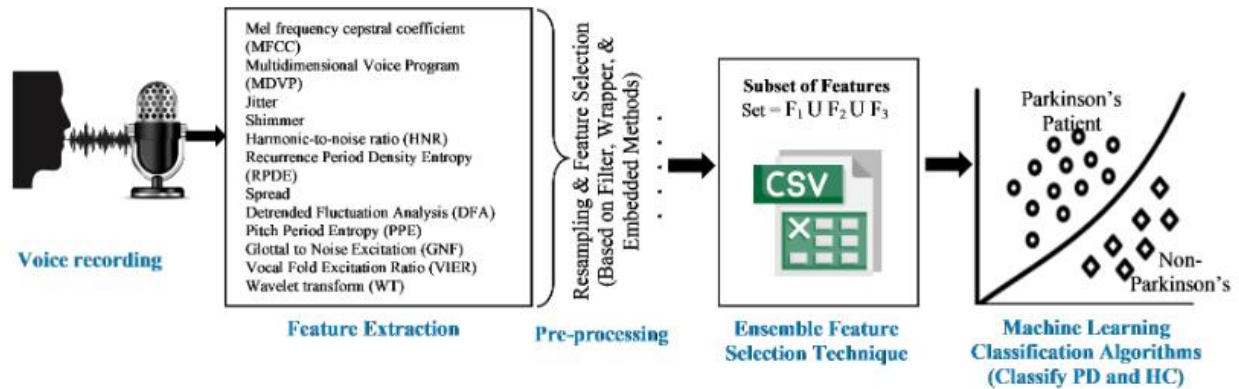 Voice recording
Mel frequency cepstral coefficient
(MFCC)
Multidimensional Voice Program
(MDVP)
Jitter
Shimmer
Harmonic-to-noise ratio (HNR)
Recurrence Period Density Entropy
(RPDE)
Spread
Detrended Fluctuation Analysis (DFA)
Pitch Period Entropy (PPE)
Glottal to Noise Excitation (GNF)
Vocal Fold Excitation Ratio (VIER)
Wavelet transform (WT)
Feature Extraction
Resampling & Feature Selection
(Based on Filter, Wrapper, &
Embedded Methods)
Pre-processing
Subset of Features
Set = F₁ U F₂ U F₃
CSV
X
Ensemble Feature
Selection Technique
Parkinson's
Patient
Non-
Parkinson's
Machine Learning
Classification Algorithms
(Classify PD and HC)